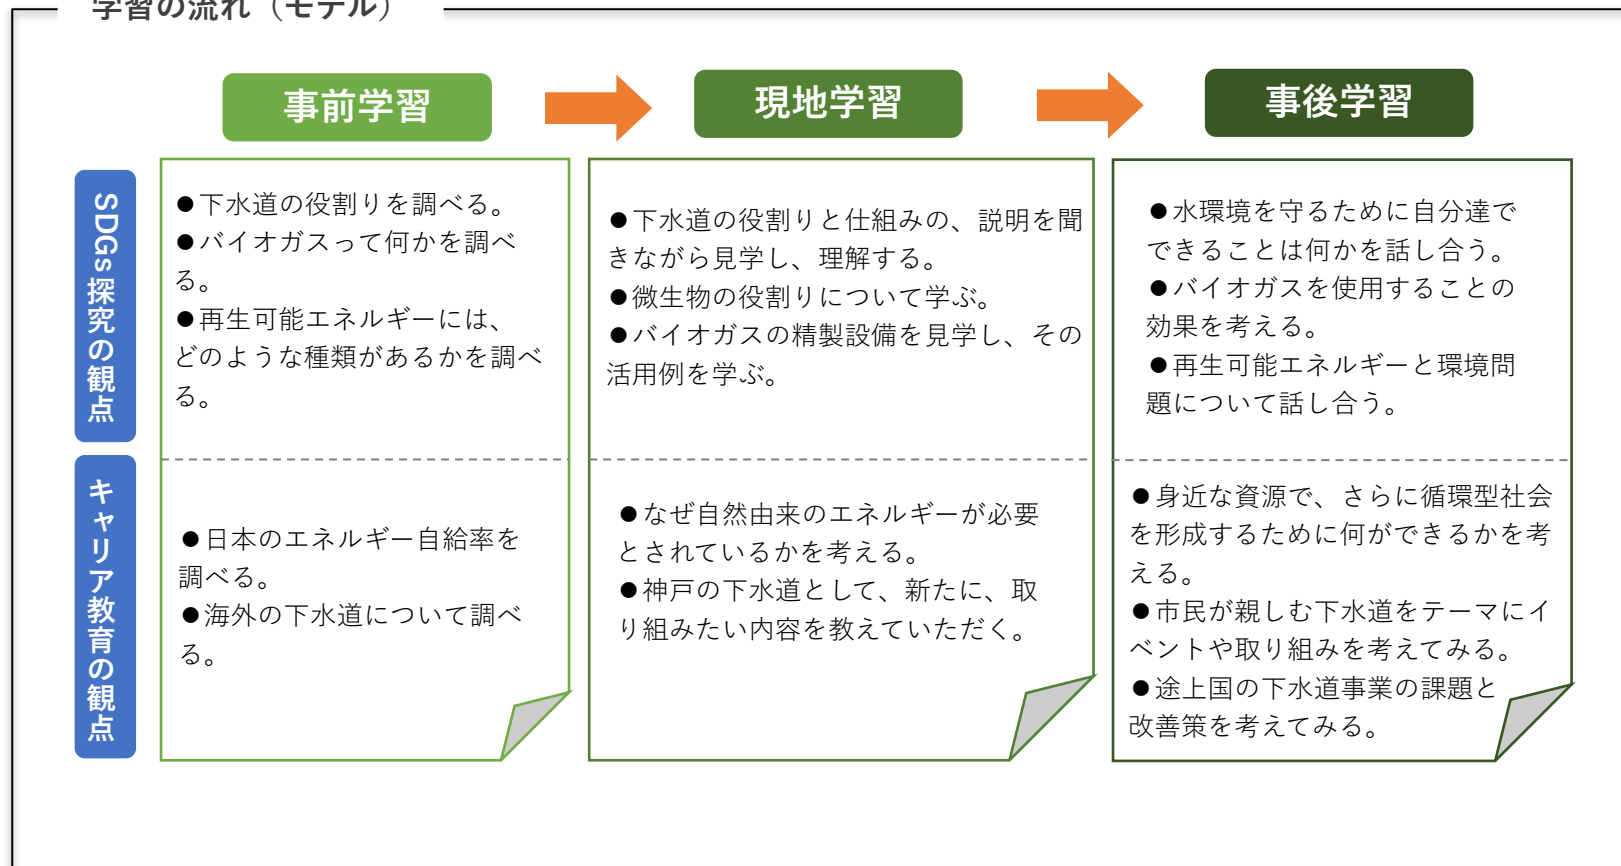 学習の流れ（モデル）
事前学習
現地学習
事後学習
SDGs探究の観点
●下水道の役割りを調べる。
●バイオガスって何かを調べ
る。
●再生可能エネルギーには、
どのような種類があるかを調べ
る。
●下水道の役割りと仕組みの、説明を聞
きながら見学し、理解する。
●微生物の役割りについて学ぶ。
●バイオガスの精製設備を見学し、その
活用例を学ぶ。
●水環境を守るために自分達で
できることは何かを話し合う。
●バイオガスを使用することの
効果を考える。
●再生可能エネルギーと環境問
題について話し合う。
キャリア教育の観点
●日本のエネルギー自給率を
調べる。
●海外の下水道について調べ
る。
●なぜ自然由来のエネルギーが必要
とされているかを考える。
●神戸の下水道として、新たに、取
り組みたい内容を教えていただく。
●身近な資源で、さらに循環型社会
を形成するために何ができるかを考
える。
●市民が親しむ下水道をテーマにイ
ベントや取り組みを考えてみる。
●途上国の下水道事業の課題と
改善策を考えてみる。